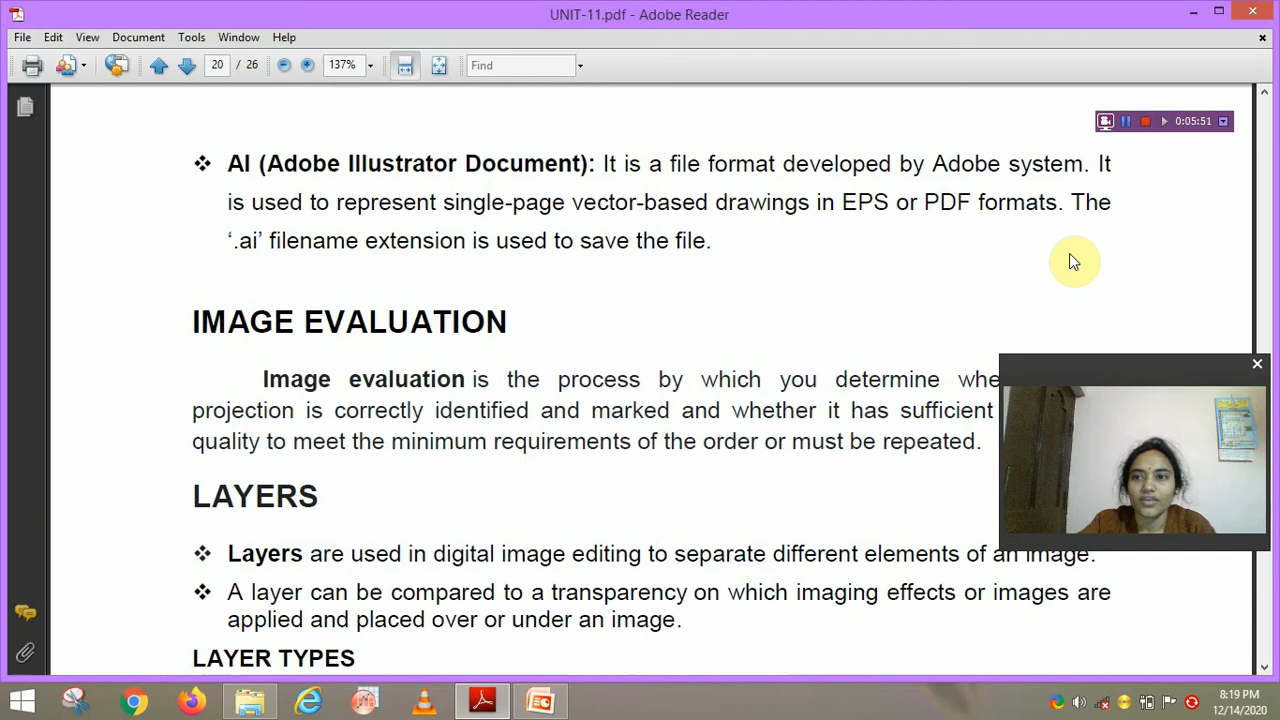 UNIT-11.pdf - Adobe Reader
File Edit View Document Tools Window Help
20 / 26 137% Find
0:05:51
❖ AI (Adobe Illustrator Document): It is a file format developed by Adobe system. It
is used to represent single-page vector-based drawings in EPS or PDF formats. The
‘.ai’ filename extension is used to save the file.
IMAGE EVALUATION
Image evaluation is the process by which you determine whe
projection is correctly identified and marked and whether it has sufficient
quality to meet the minimum requirements of the order or must be repeated.
LAYERS
❖ Layers are used in digital image editing to separate different elements of an image.
❖ A layer can be compared to a transparency on which imaging effects or images are
applied and placed over or under an image.
LAYER TYPES
8:19 PM
12/14/2020